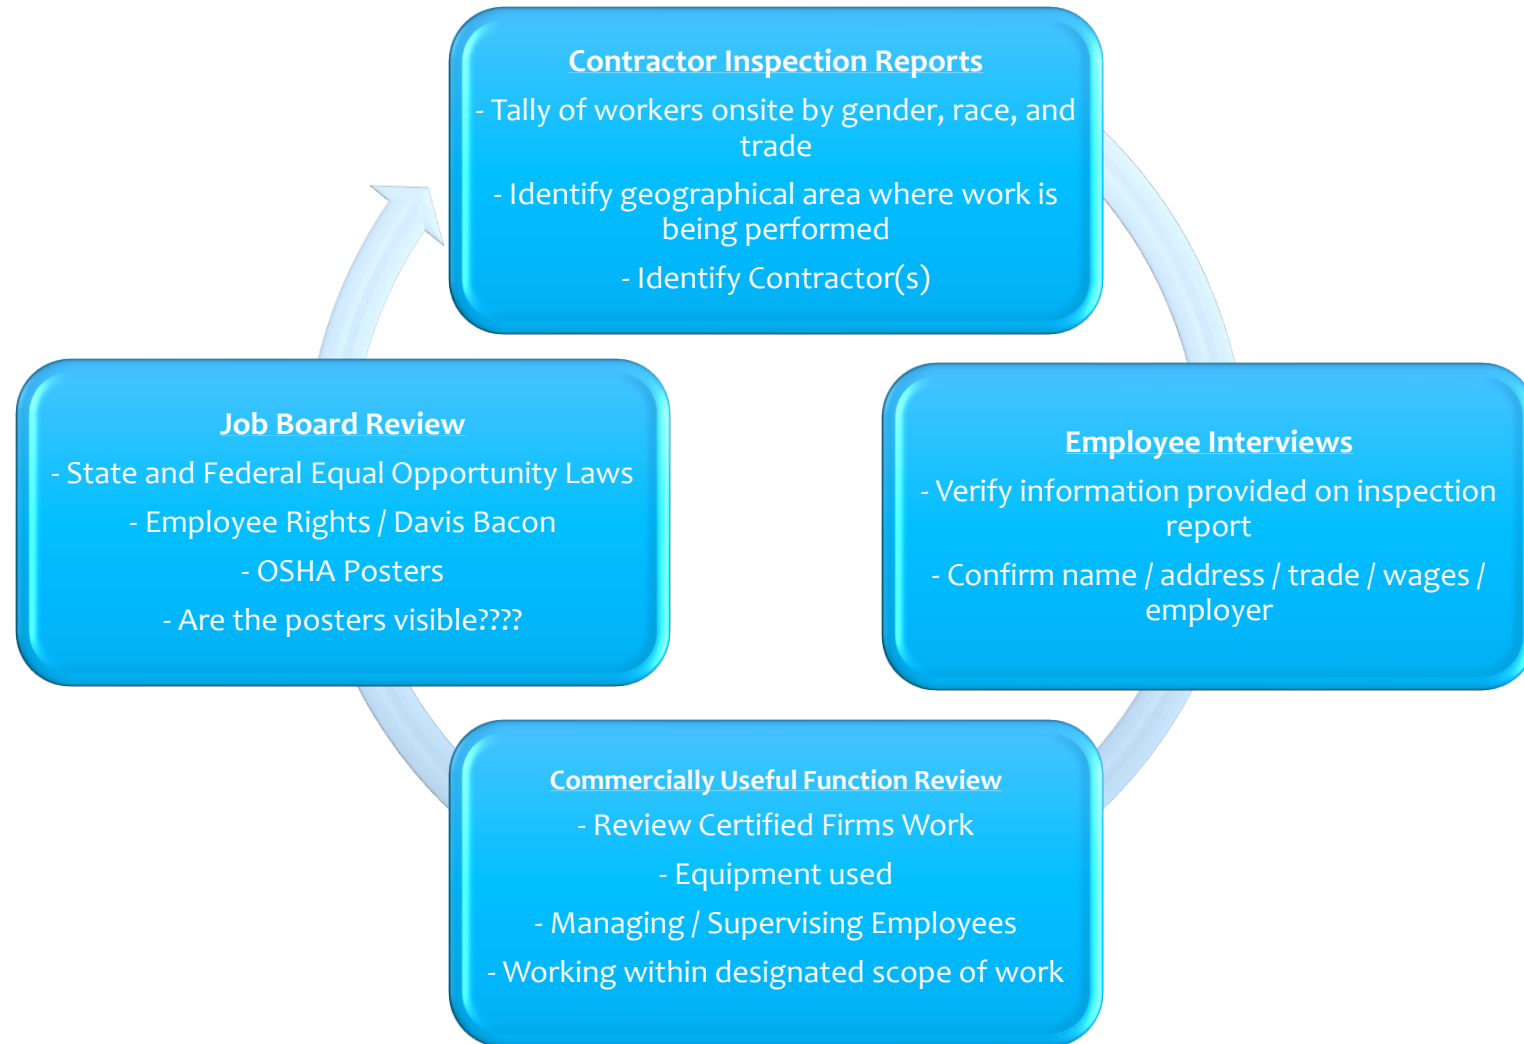 Contractor Inspection Reports
- Tally of workers onsite by gender, race, and
trade
- Identify geographical area where work is
being performed
- Identify Contractor(s)
Employee Interviews
- Verify information provided on inspection
report
- Confirm name / address / trade / wages /
employer
Commercially Useful Function Review
- Review Certified Firms Work
- Equipment used
- Managing / Supervising Employees
- Working within designated scope of work
Job Board Review
- State and Federal Equal Opportunity Laws
- Employee Rights / Davis Bacon
- OSHA Posters
- Are the posters visible????